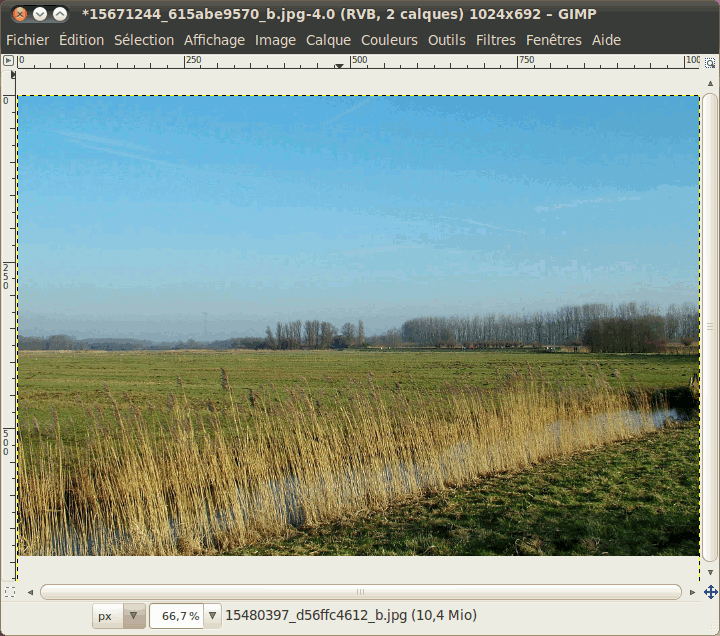 *15671244_615abe9570_b.jpg-4.0 (RVB, 2 calques) 1024x692 – GIMP
Fichier Édition Sélection Affichage Image Calque Couleurs Outils Filtres Fenêtres Aide
0 250 500 750 100
0
250
500
px 66,7 % 15480397_d56ffc4612_b.jpg (10,4 Mio)